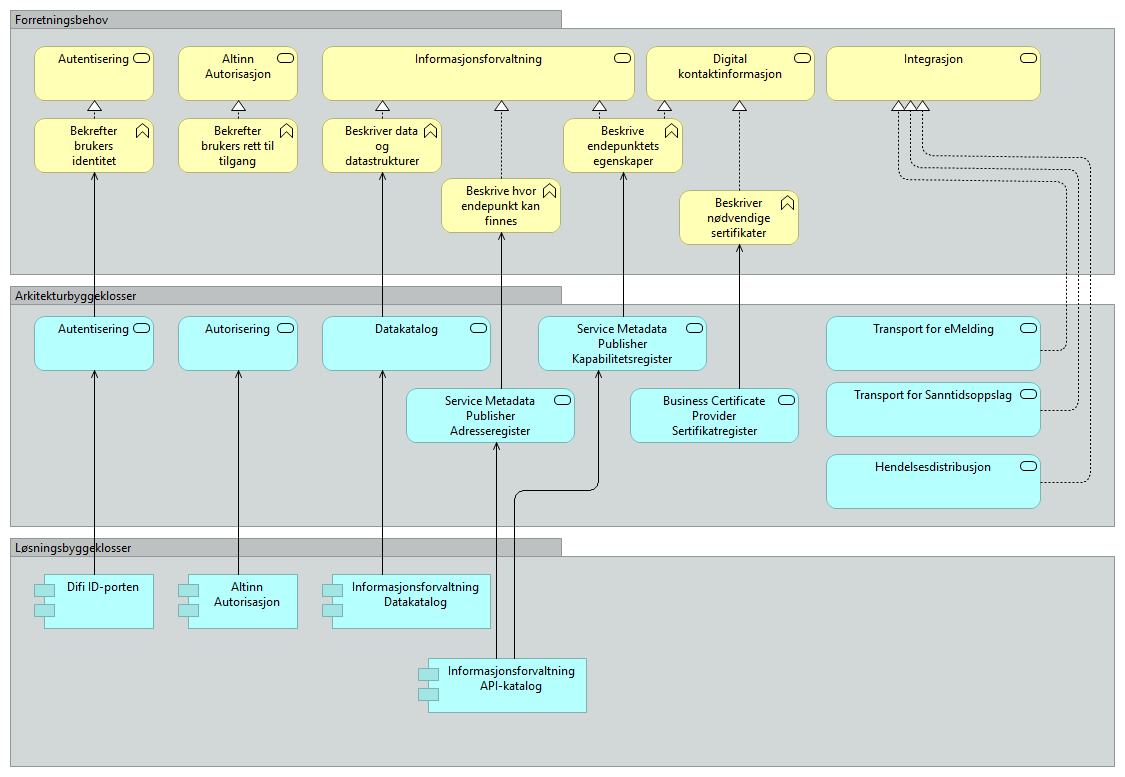 Forretningsbehov
Autentisering
Altinn
Autorisasjon
Informasjonsforvaltning
Digital
kontaktinformasjon
Integrasjon
Bekrefter
brukers
identitet
Bekrefter
brukers rett til
tilgang
Beskriver data
og
datastrukturer
Beskrive
endepunktets
egenskaper
Beskrive hvor
endepunkt kan
finnes
Beskriver
nødvendige
sertifikater
Arkitekturbyggeklosser
Autentisering
Autorisering
Datakatalog
Service Metadata
Publisher
Kapabilitetsregister
Transport for eMelding
Service Metadata
Publisher
Adresseregister
Business Certificate
Provider
Sertifikatregister
Transport for Sanntidsoppslag
Hendelsesdistribusjon
Løsningsbyggeklosser
Difi ID-porten
Altinn
Autorisasjon
Informasjonsforvaltning
Datakatalog
Informasjonsforvaltning
API-katalog